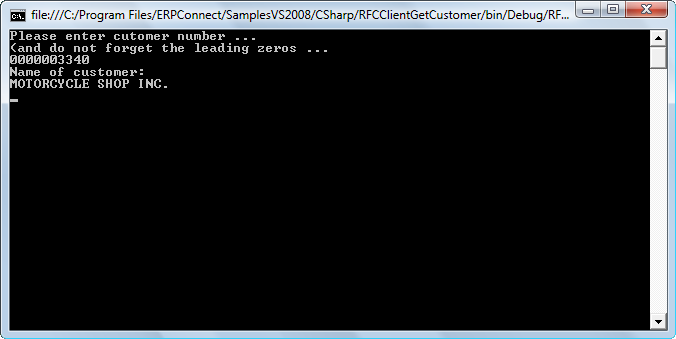 file:///C:/Program Files/ERPConnect/SamplesVS2008/CSharp/RFCClientGetCustomer/bin/Debug/RF...
Please enter cutomer number ...
(and do not forget the leading zeros ...
0000003340
Name of customer:
MOTORCYCLE SHOP INC.